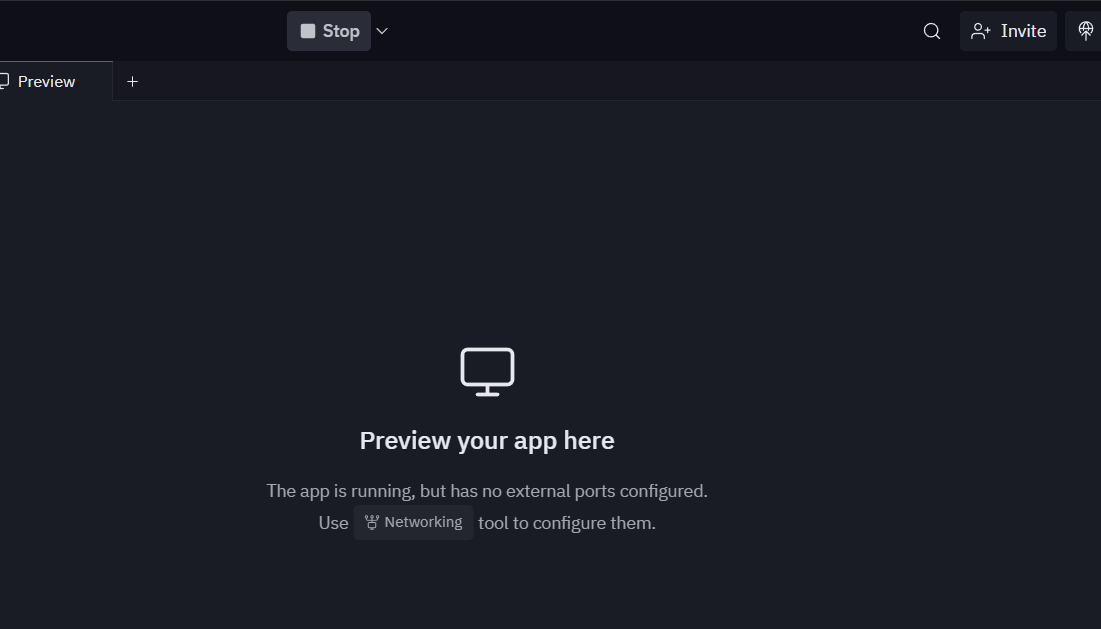 Stop
Invite
Preview
Preview your app here
The app is running, but has no external ports configured.
Use Networking tool to configure them.